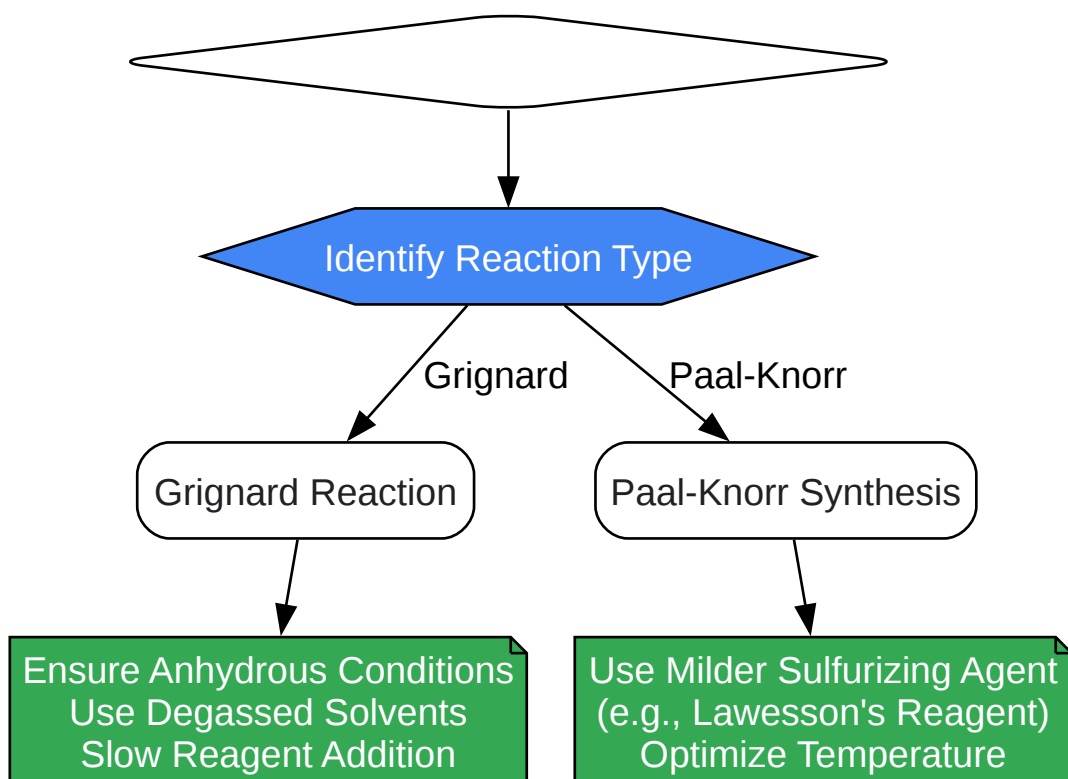 Identify Reaction Type
Grignard
Paal-Knorr
Grignard Reaction
Paal-Knorr Synthesis
Ensure Anhydrous Conditions
Use Degassed Solvents
Slow Reagent Addition
Use Milder Sulfurizing Agent
(e.g., Lawesson's Reagent)
Optimize Temperature